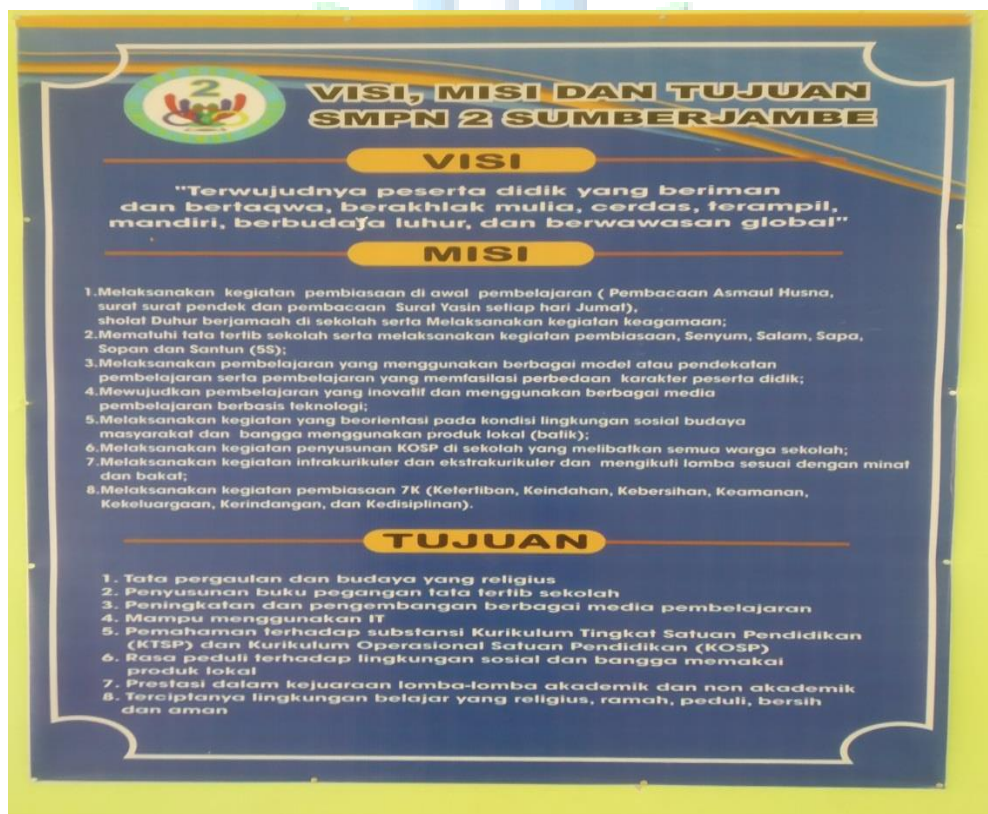 2
VISI, MISI DAN TUJUAN
SMPN 2 SUMBERJAMBE
VISI
"Terwujudnya peserta didik yang beriman
dan bertaqwa, berakhlak mulia, cerdas, terampil,
mandiri, berbudaya luhur, dan berwawasan global"
MISI
1.Melaksanakan kegiatan pembiasaan di awal pembelajaran ( Pembacaan Asmaul Husna,
surat surat pendek dan pembacaan Surat Yasin setiap hari Jumat),
sholat Duhur berjamaah di sekolah serta Melaksanakan kegiatan keagamaan;
2.Mematuhi tata tertib sekolah serta melaksanakan kegiatan pembiasaan, Senyum, Salam, Sapa,
Sopan dan Santun (5S);
3.Melaksanakan pembelajaran yang menggunakan berbagai model atau pendekatan
pembelajaran serta pembelajaran yang memfasilasi perbedaan karakter peserta didik;
4.Mewujudkan pembelajaran yang inovatif dan menggunakan berbagai media
pembelajaran berbasis teknologi;
5.Melaksanakan kegiatan yang beorientasi pada kondisi lingkungan sosial budaya
masyarakat dan bangga menggunakan produk lokal (batik);
6.Melaksanakan kegiatan penyusunan KOSP di sekolah yang melibatkan semua warga sekolah;
7.Melaksanakan kegiatan intrakurikuler dan ekstrakurikuler dan mengikuti lomba sesuai dengan minat
dan bakat;
8.Melaksanakan kegiatan pembiasaan 7K (Ketertiban, Keindahan, Kebersihan, Keamanan,
Kekeluargaan, Kerindangan, dan Kedisiplinan).
TUJUAN
1. Tata pergaulan dan budaya yang religius
2. Penyusunan buku pegangan tata tertib sekolah
3. Peningkatan dan pengembangan berbagai media pembelajaran
4. Mampu menggunakan IT
5. Pemahaman terhadap substansi Kurikulum Tingkat Satuan Pendidikan
(KTSP) dan Kurikulum Operasional Satuan Pendidikan (KOSP)
6. Rasa peduli terhadap lingkungan sosial dan bangga memakai
produk lokal
7. Prestasi dalam kejuaraan lomba-lomba akademik dan non akademik
8. Terciptanya lingkungan belajar yang religius, ramah, peduli, bersih
dan aman